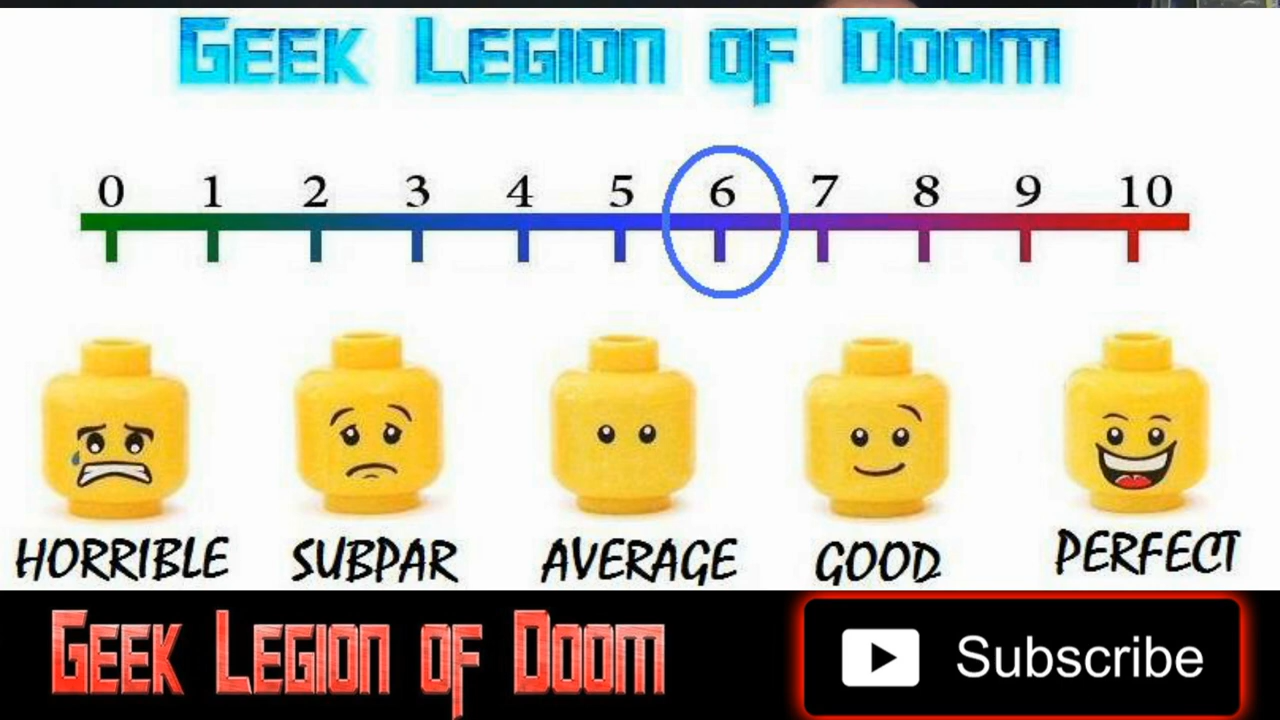 GEEK LEGION OF DOOM
0 1 2 3 4 5 6 7 8 9 10
HORRIBLE SUBPAR AVERAGE GOOD PERFECT
GEEK LEGION OF DOOM
Subscribe